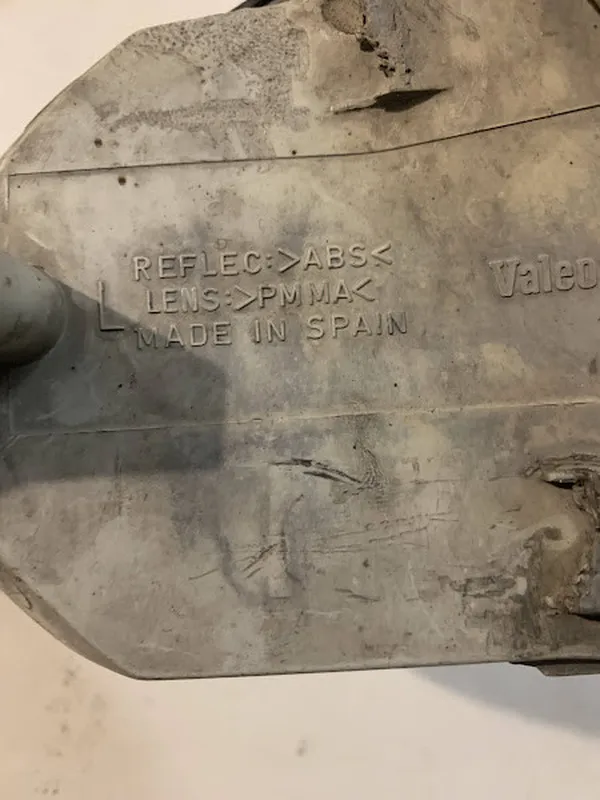 REFLEC:>ABS<
L LENS:>PMMA<
MADE IN SPAIN
Valeo